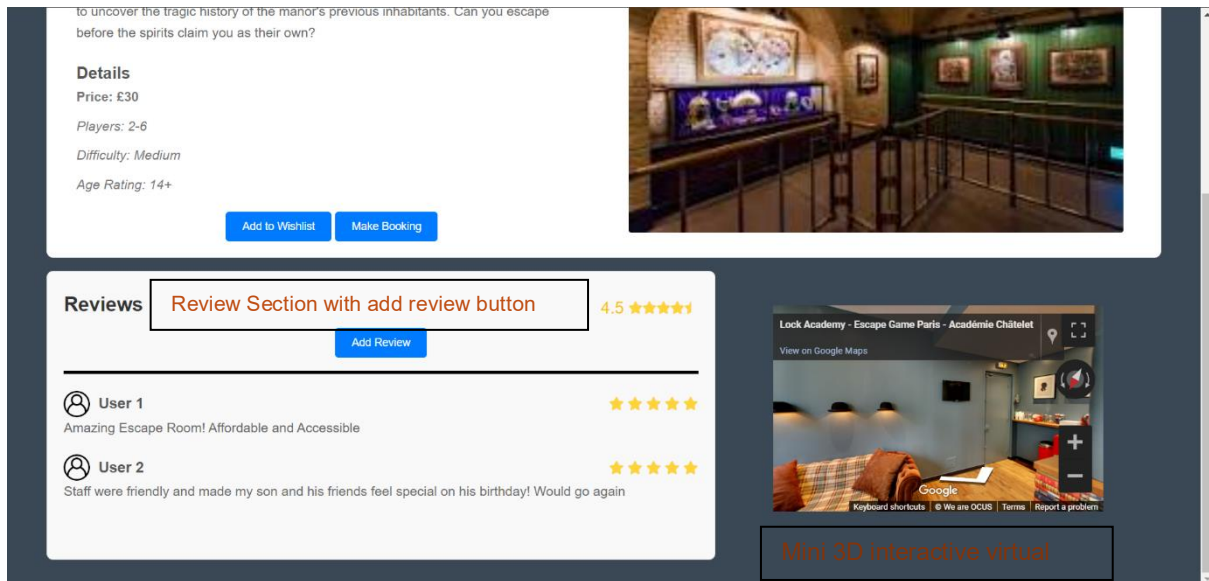 to uncover the tragic history of the manor's previous inhabitants. Can you escape
before the spirits claim you as their own?
Details
Price: £30
Players: 2-6
Difficulty: Medium
Age Rating: 14+
Add to Wishlist
Make Booking
Reviews
Review Section with add review button
4.5
Add Review
User 1
Amazing Escape Room! Affordable and Accessible
User 2
Staff were friendly and made my son and his friends feel special on his birthday! Would go again
Lock Academy - Escape Game Paris - Académie Châtelet
View on Google Maps
Google
Keyboard shortcuts
© We are OCUS
Terms
Report a problem
Mini 3D interactive virtual